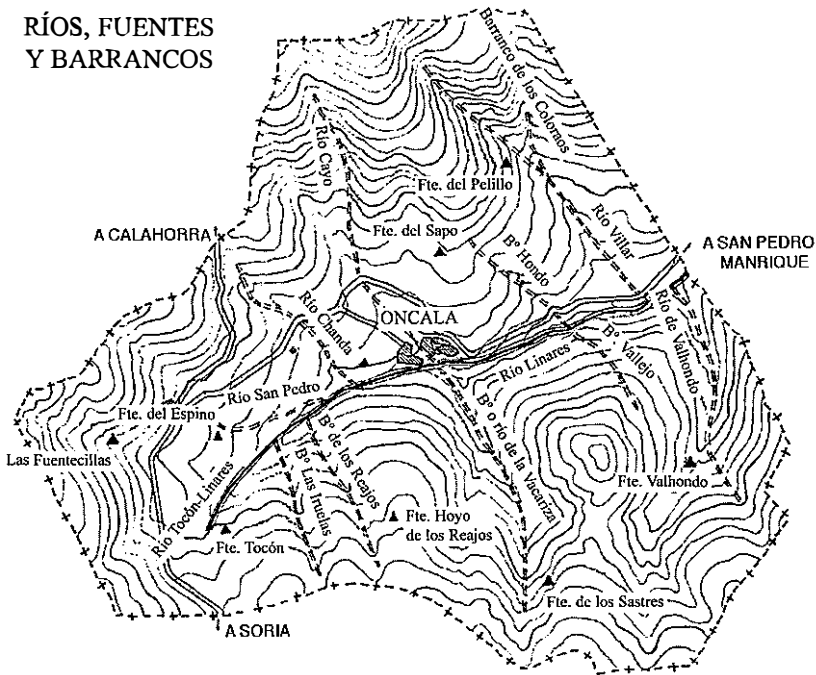 RÍOS, FUENTES
Y BARRANCOS
Barranco de los Coloraos
Río Cayo
Fte. del Pelillo
Río Villar
A CALAHORRA
Fte. del Sapo
Bº Hondo
A SAN PEDRO
MANRIQUE
Río Chanda
ONCALA
Río de Valhondo
Río Linares
Bº Vallejo
Río San Pedro
Fte. del Espino
Las Fuentecillas
Bº o río de la Vacariza
Bº de los Reajos
Bº Las Iruelas
Fte. Valhondo
Río Tocón-Linares
Fte. Hoyo
de los Reajos
Fte. Tocón
Fte. de los Sastres
A SORIA